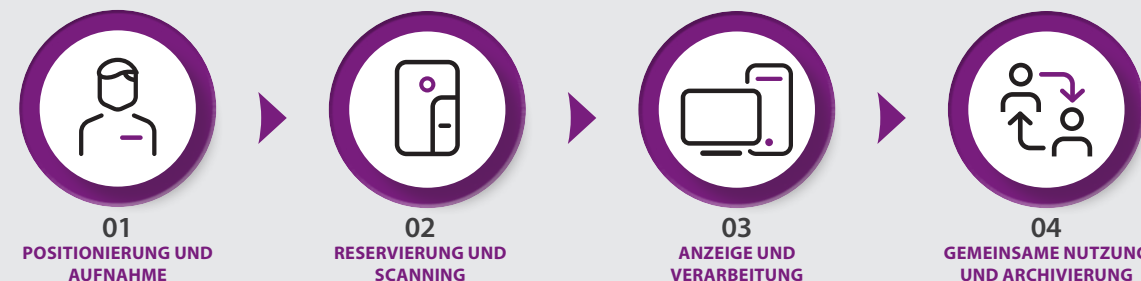 01
POSITIONIERUNG UND
AUFNAHME
02
RESERVIERUNG UND
SCANNING
03
ANZEIGE UND
VERARBEITUNG
04
GEMEINSAME NUTZUNG
UND ARCHIVIERUNG